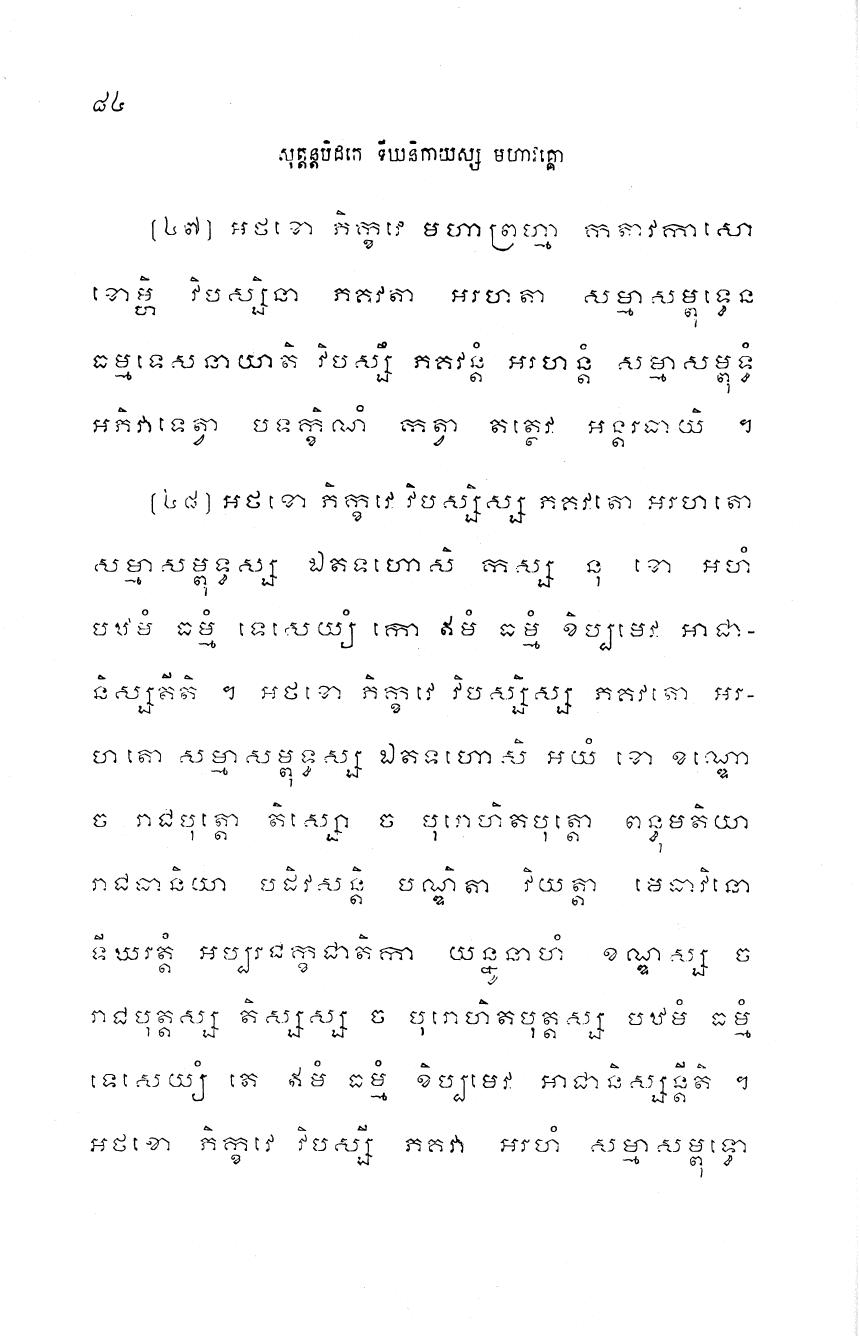 ៨៤
សុត្តន្តបិដកេ ទីឃនិកាយស្ស មហាវគ្គោ
(៤៧) អថខោ ភិក្ខវេ មហាព្រហ្មា កតាវកាសោ
ខោម្ហិ វិបស្សិនា ភគវតា អរហតា សម្មាសម្ពុទ្ធេន
ធម្មទេសនាយាតិ វិបស្សឹ ភគវន្តំ អរហន្តំ សម្មាសម្ពុទ្ធំ
អភិវាទេត្វា បទក្ខិណំ កត្វា តត្ថេវ អន្តរធាយិ ។
(៤៨) អថខោ ភិក្ខវេ វិបស្សិស្ស ភគវតោ អរហតោ
សម្មាសម្ពុទ្ធស្ស ឯតទហោសិ កស្ស នុ ខោ អហំ
បឋមំ ធម្មំ ទេសេយ្យំ កោ ឥមំ ធម្មំ ខិប្បមេវ អាជា-
និស្សតីតិ ។ អថខោ ភិក្ខវេ វិបស្សិស្ស ភគវតោ អរ-
ហតោ សម្មាសម្ពុទ្ធស្ស ឯតទហោសិ អយំ ខោ ខណ្ឌោ
ច រាជបុត្តោ តិស្សោ ច បុរោហិតបុត្តោ ពន្ធុមតិយា
រាជធានិយា បដិវសន្តិ បណ្ឌិតា វិយត្តា មេធាវិនោ
ទីឃរត្តំ អប្បរជក្ខជាតិកា យន្នូនាហំ ខណ្ឌស្ស ច
រាជបុត្តស្ស តិស្សស្ស ច បុរោហិតបុត្តស្ស បឋមំ ធម្មំ
ទេសេយ្យំ តេ ឥមំ ធម្មំ ខិប្បមេវ អាជានិស្សន្តីតិ ។
អថខោ ភិក្ខវេ វិបស្សី ភគវា អរហំ សម្មាសម្ពុទ្ធោ